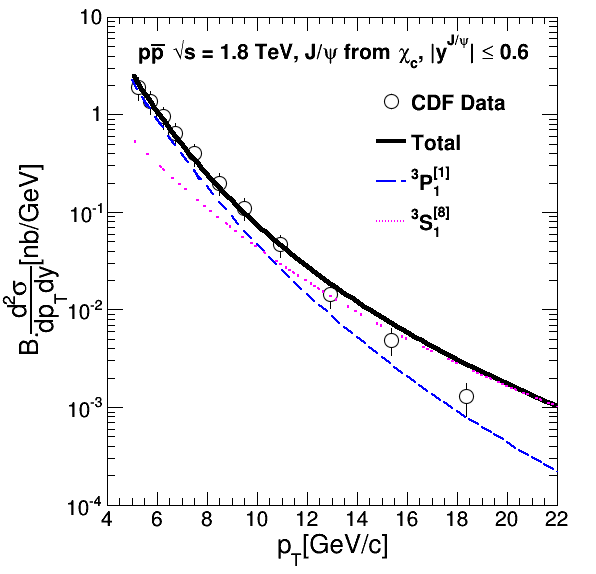 pp̅ √s = 1.8 TeV, J/ψ from χc, |y^J/ψ| ≤ 0.6
CDF Data
Total
³P₁^[1]
³S₁^[8]
B.d²σ/dp_Tdy[nb/GeV]
10
1
10⁻¹
10⁻²
10⁻³
10⁻⁴
4 6 8 10 12 14 16 18 20 22
p_T[GeV/c]